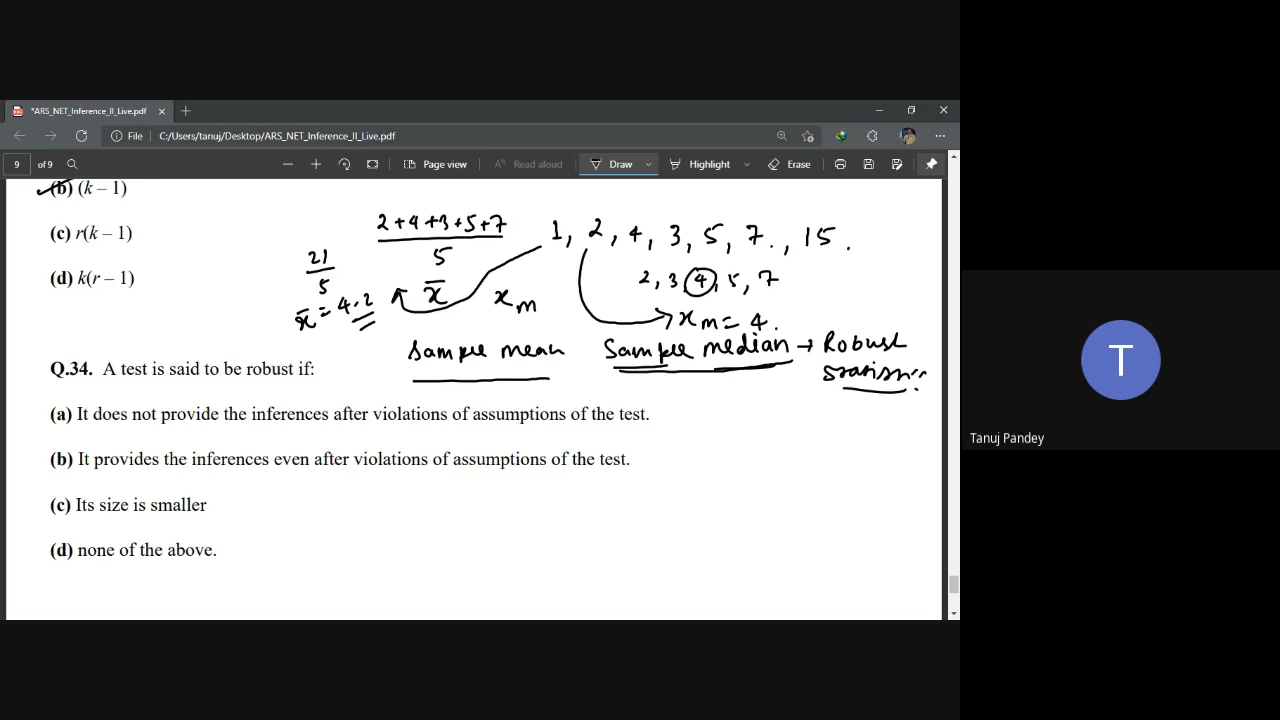 *ARS_NET_Inference_II_Live.pdf
File C:/Users/tanuj/Desktop/ARS_NET_Inference_II_Live.pdf
9 of 9 Page view Read aloud Draw Highlight Erase
(b) (k – 1)
(c) r(k – 1)
(d) k(r – 1)
2+4+3+5+7
5
21
5
x̄ = 4.2
x̄
xm
1, 2, 4, 3, 5, 7., 15.
2, 3, 4, 5, 7
xm = 4.
Sample mean
Sample median → Robust
Statistics
Q.34. A test is said to be robust if:
(a) It does not provide the inferences after violations of assumptions of the test.
(b) It provides the inferences even after violations of assumptions of the test.
(c) Its size is smaller
(d) none of the above.
T
Tanuj Pandey